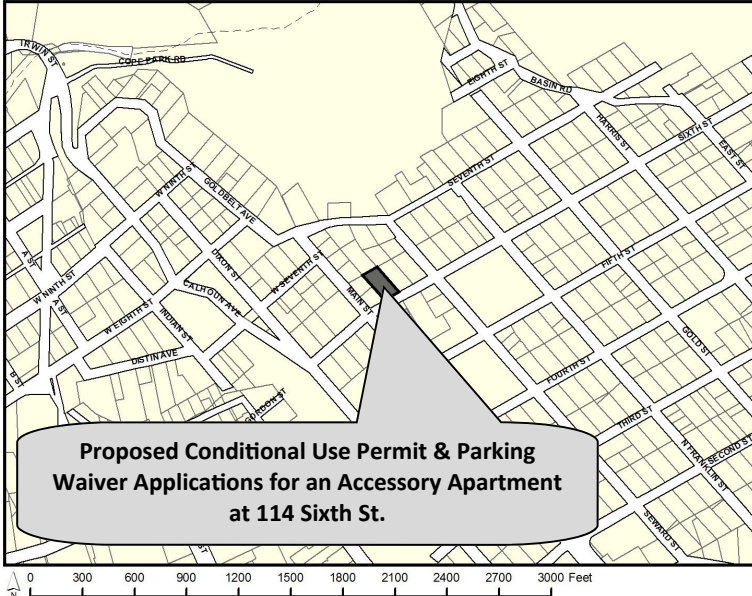 IRWIN ST
COPE PARK RD
EIGHTH ST
BASIN RD
HARRIS ST
SIXTH ST
EAST ST
SEVENTH ST
W NINTH ST
GOLDBELT AVE
A ST
W NINTH ST
DIXON ST
W SEVENTH ST
FIFTH ST
CALHOUN AVE
MAIN ST
A ST
W EIGHTH ST
INDIAN ST
GOLD ST
DISTIN AVE
B ST
FOURTH ST
GORDON ST
THIRD ST
N FRANKLIN ST
SECOND ST
SEWARD ST
Proposed Conditional Use Permit & Parking
Waiver Applications for an Accessory Apartment
at 114 Sixth St.
ST
N
0 300 600 900 1200 1500 1800 2100 2400 2700 3000 Feet